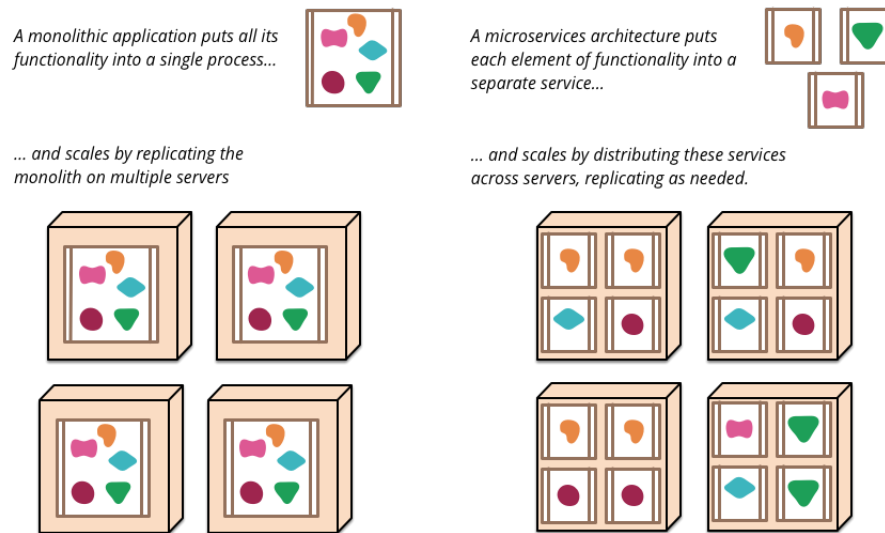 A monolithic application puts all its
functionality into a single process...
... and scales by replicating the
monolith on multiple servers
A microservices architecture puts
each element of functionality into a
separate service...
... and scales by distributing these services
across servers, replicating as needed.